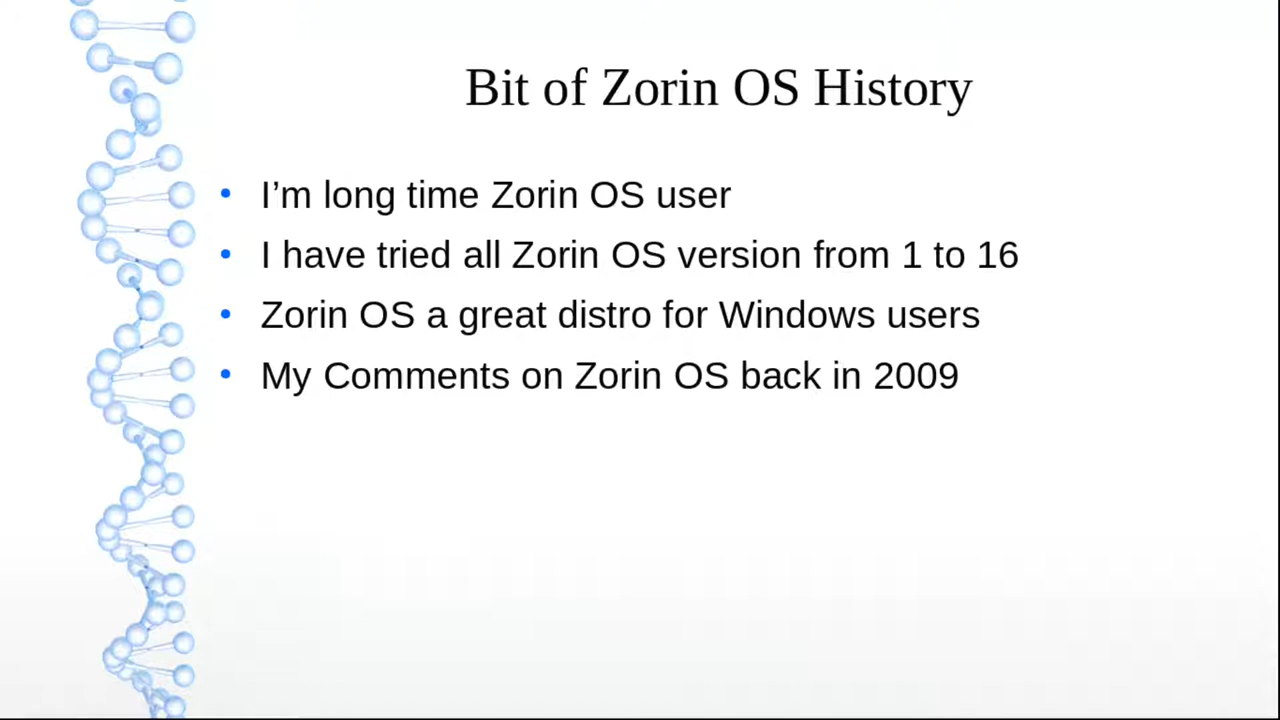 Bit of Zorin OS History
• I’m long time Zorin OS user
• I have tried all Zorin OS version from 1 to 16
• Zorin OS a great distro for Windows users
• My Comments on Zorin OS back in 2009